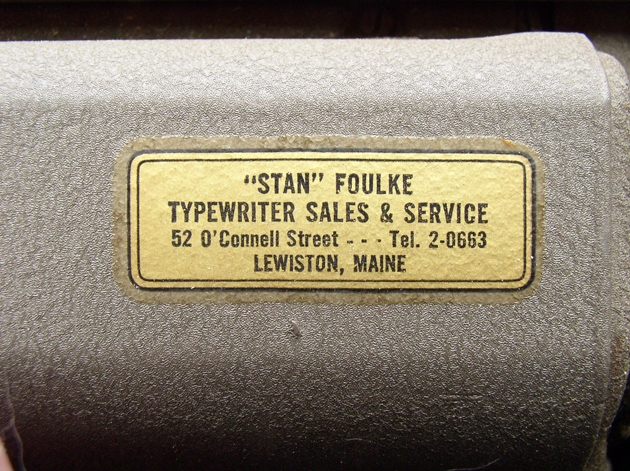 "STAN" FOULKE
TYPEWRITER SALES & SERVICE
52 O'Connell Street - - - Tel. 2-0663
LEWISTON, MAINE